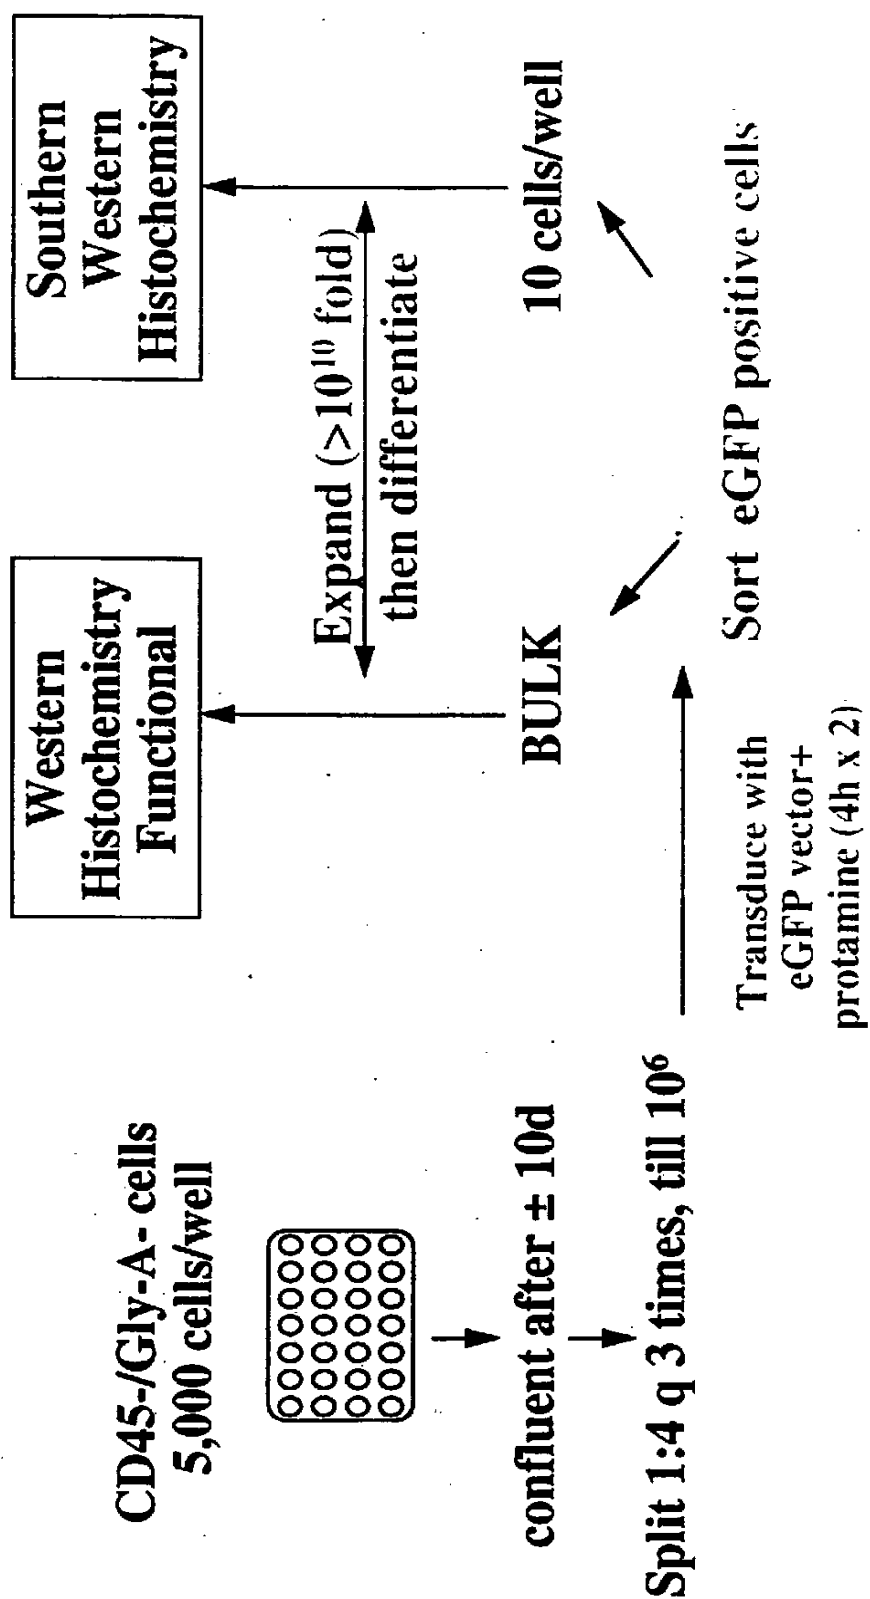 CD45-/Gly-A- cells
5,000 cells/well
confluent after ± 10d
Split 1:4 q 3 times, till 10⁶
Transduce with
eGFP vector+
protamine (4h x 2)
Sort eGFP positive cells
BULK
10 cells/well
Expand (>10¹⁰ fold)
then differentiate
Western
Histochemistry
Functional
Southern
Western
Histochemistry